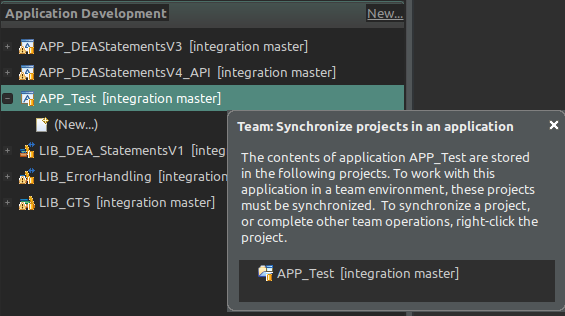 Application Development
New...
APP_DEAStatementsV3 [integration master]
APP_DEAStatementsV4_API [integration master]
APP_Test [integration master]
(New...)
LIB_DEA_StatementsV1 [integ
LIB_ErrorHandling [integration
LIB_GTS [integration master]
Team: Synchronize projects in an application
The contents of application APP_Test are stored
in the following projects. To work with this
application in a team environment, these projects
must be synchronized. To synchronize a project,
or complete other team operations, right-click the
project.
APP_Test [integration master]